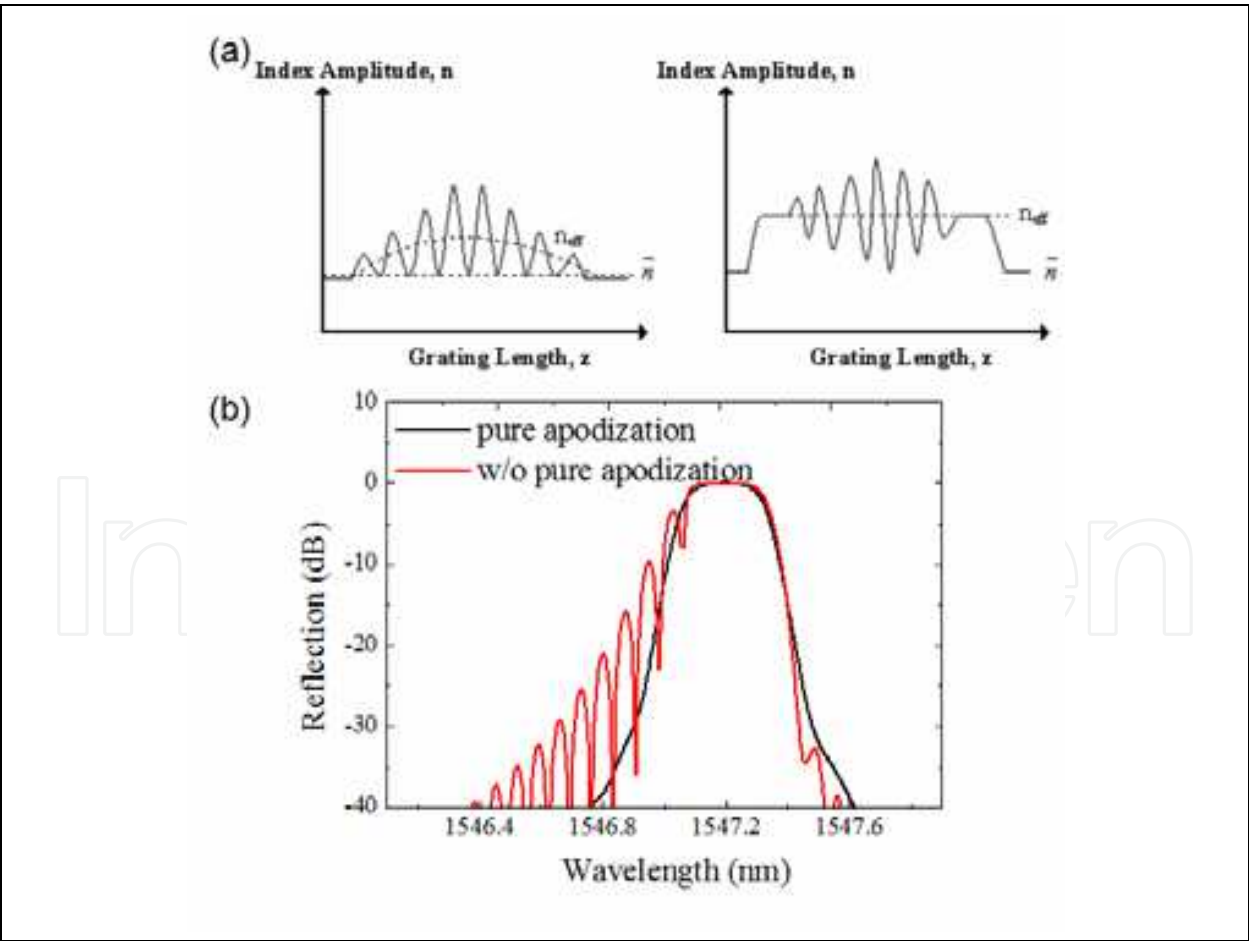 (a)
Index Amplitude, n
Index Amplitude, n
n_eff
n̅
n_eff
n̅
Grating Length, z
Grating Length, z
(b)
10
pure apodization
w/o pure apodization
0
-10
-20
-30
-40
Reflection (dB)
1546.4 1546.8 1547.2 1547.6
Wavelength (nm)